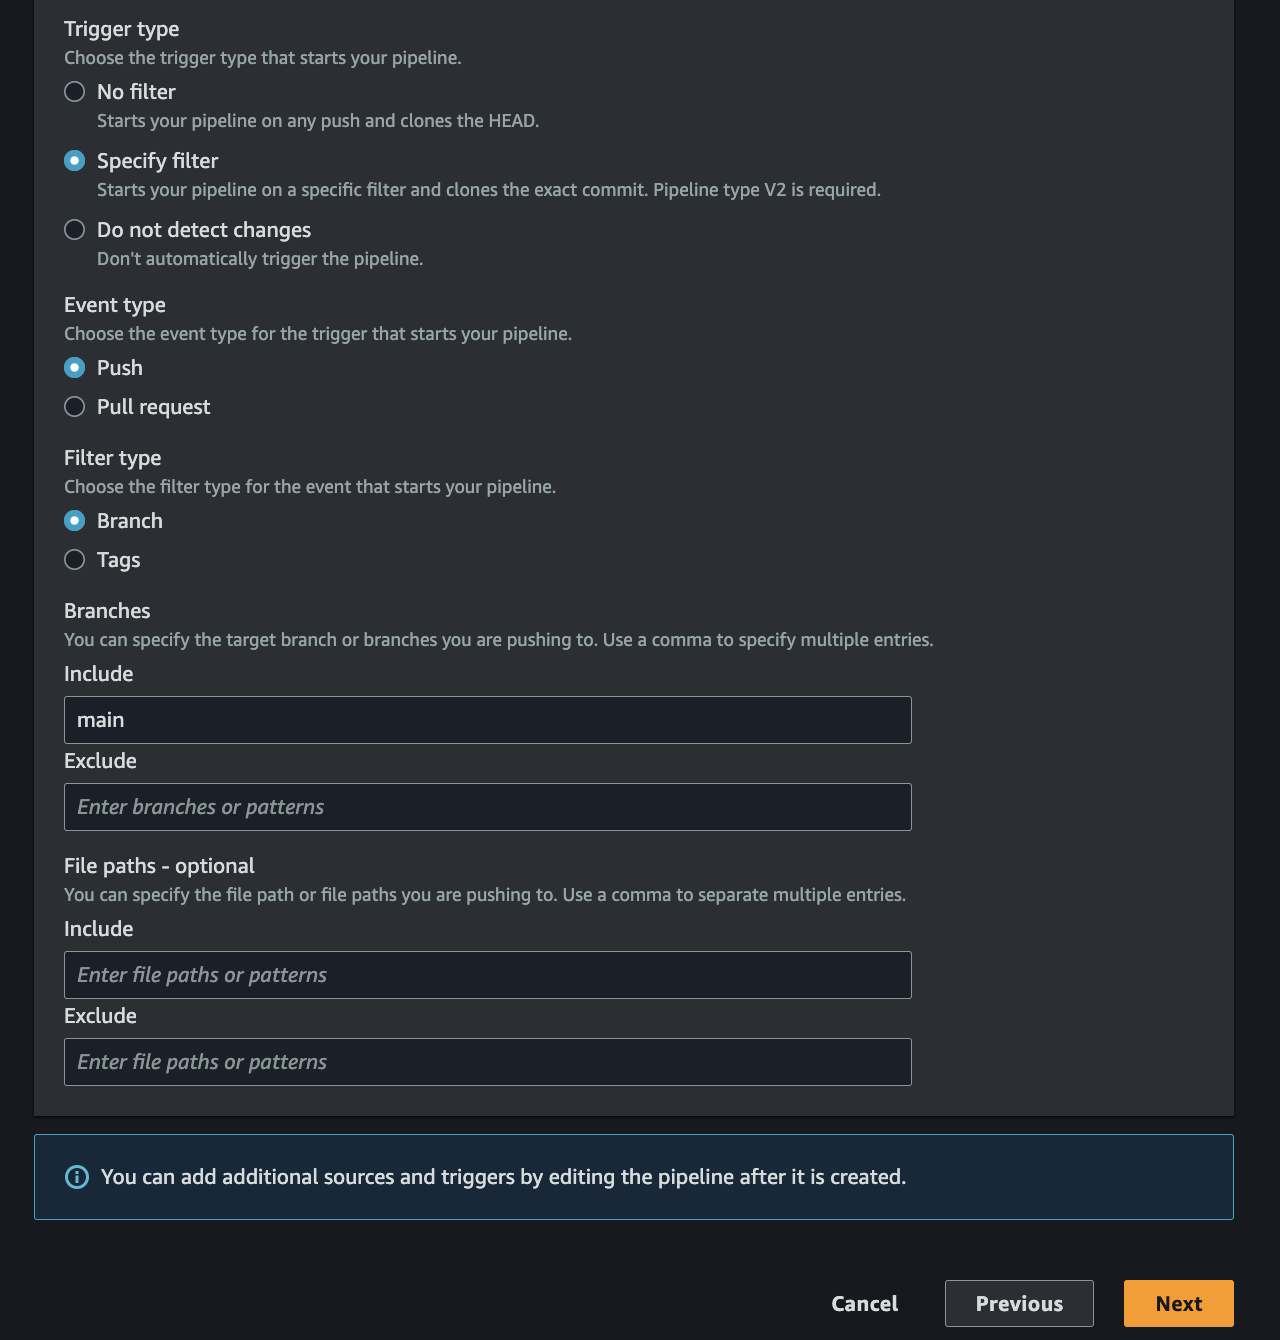 Trigger type
Choose the trigger type that starts your pipeline.
No filter
Starts your pipeline on any push and clones the HEAD.
Specify filter
Starts your pipeline on a specific filter and clones the exact commit. Pipeline type V2 is required.
Do not detect changes
Don't automatically trigger the pipeline.
Event type
Choose the event type for the trigger that starts your pipeline.
Push
Pull request
Filter type
Choose the filter type for the event that starts your pipeline.
Branch
Tags
Branches
You can specify the target branch or branches you are pushing to. Use a comma to specify multiple entries.
Include
main
Exclude
Enter branches or patterns
File paths - optional
You can specify the file path or file paths you are pushing to. Use a comma to separate multiple entries.
Include
Enter file paths or patterns
Exclude
Enter file paths or patterns
You can add additional sources and triggers by editing the pipeline after it is created.
Cancel Previous Next